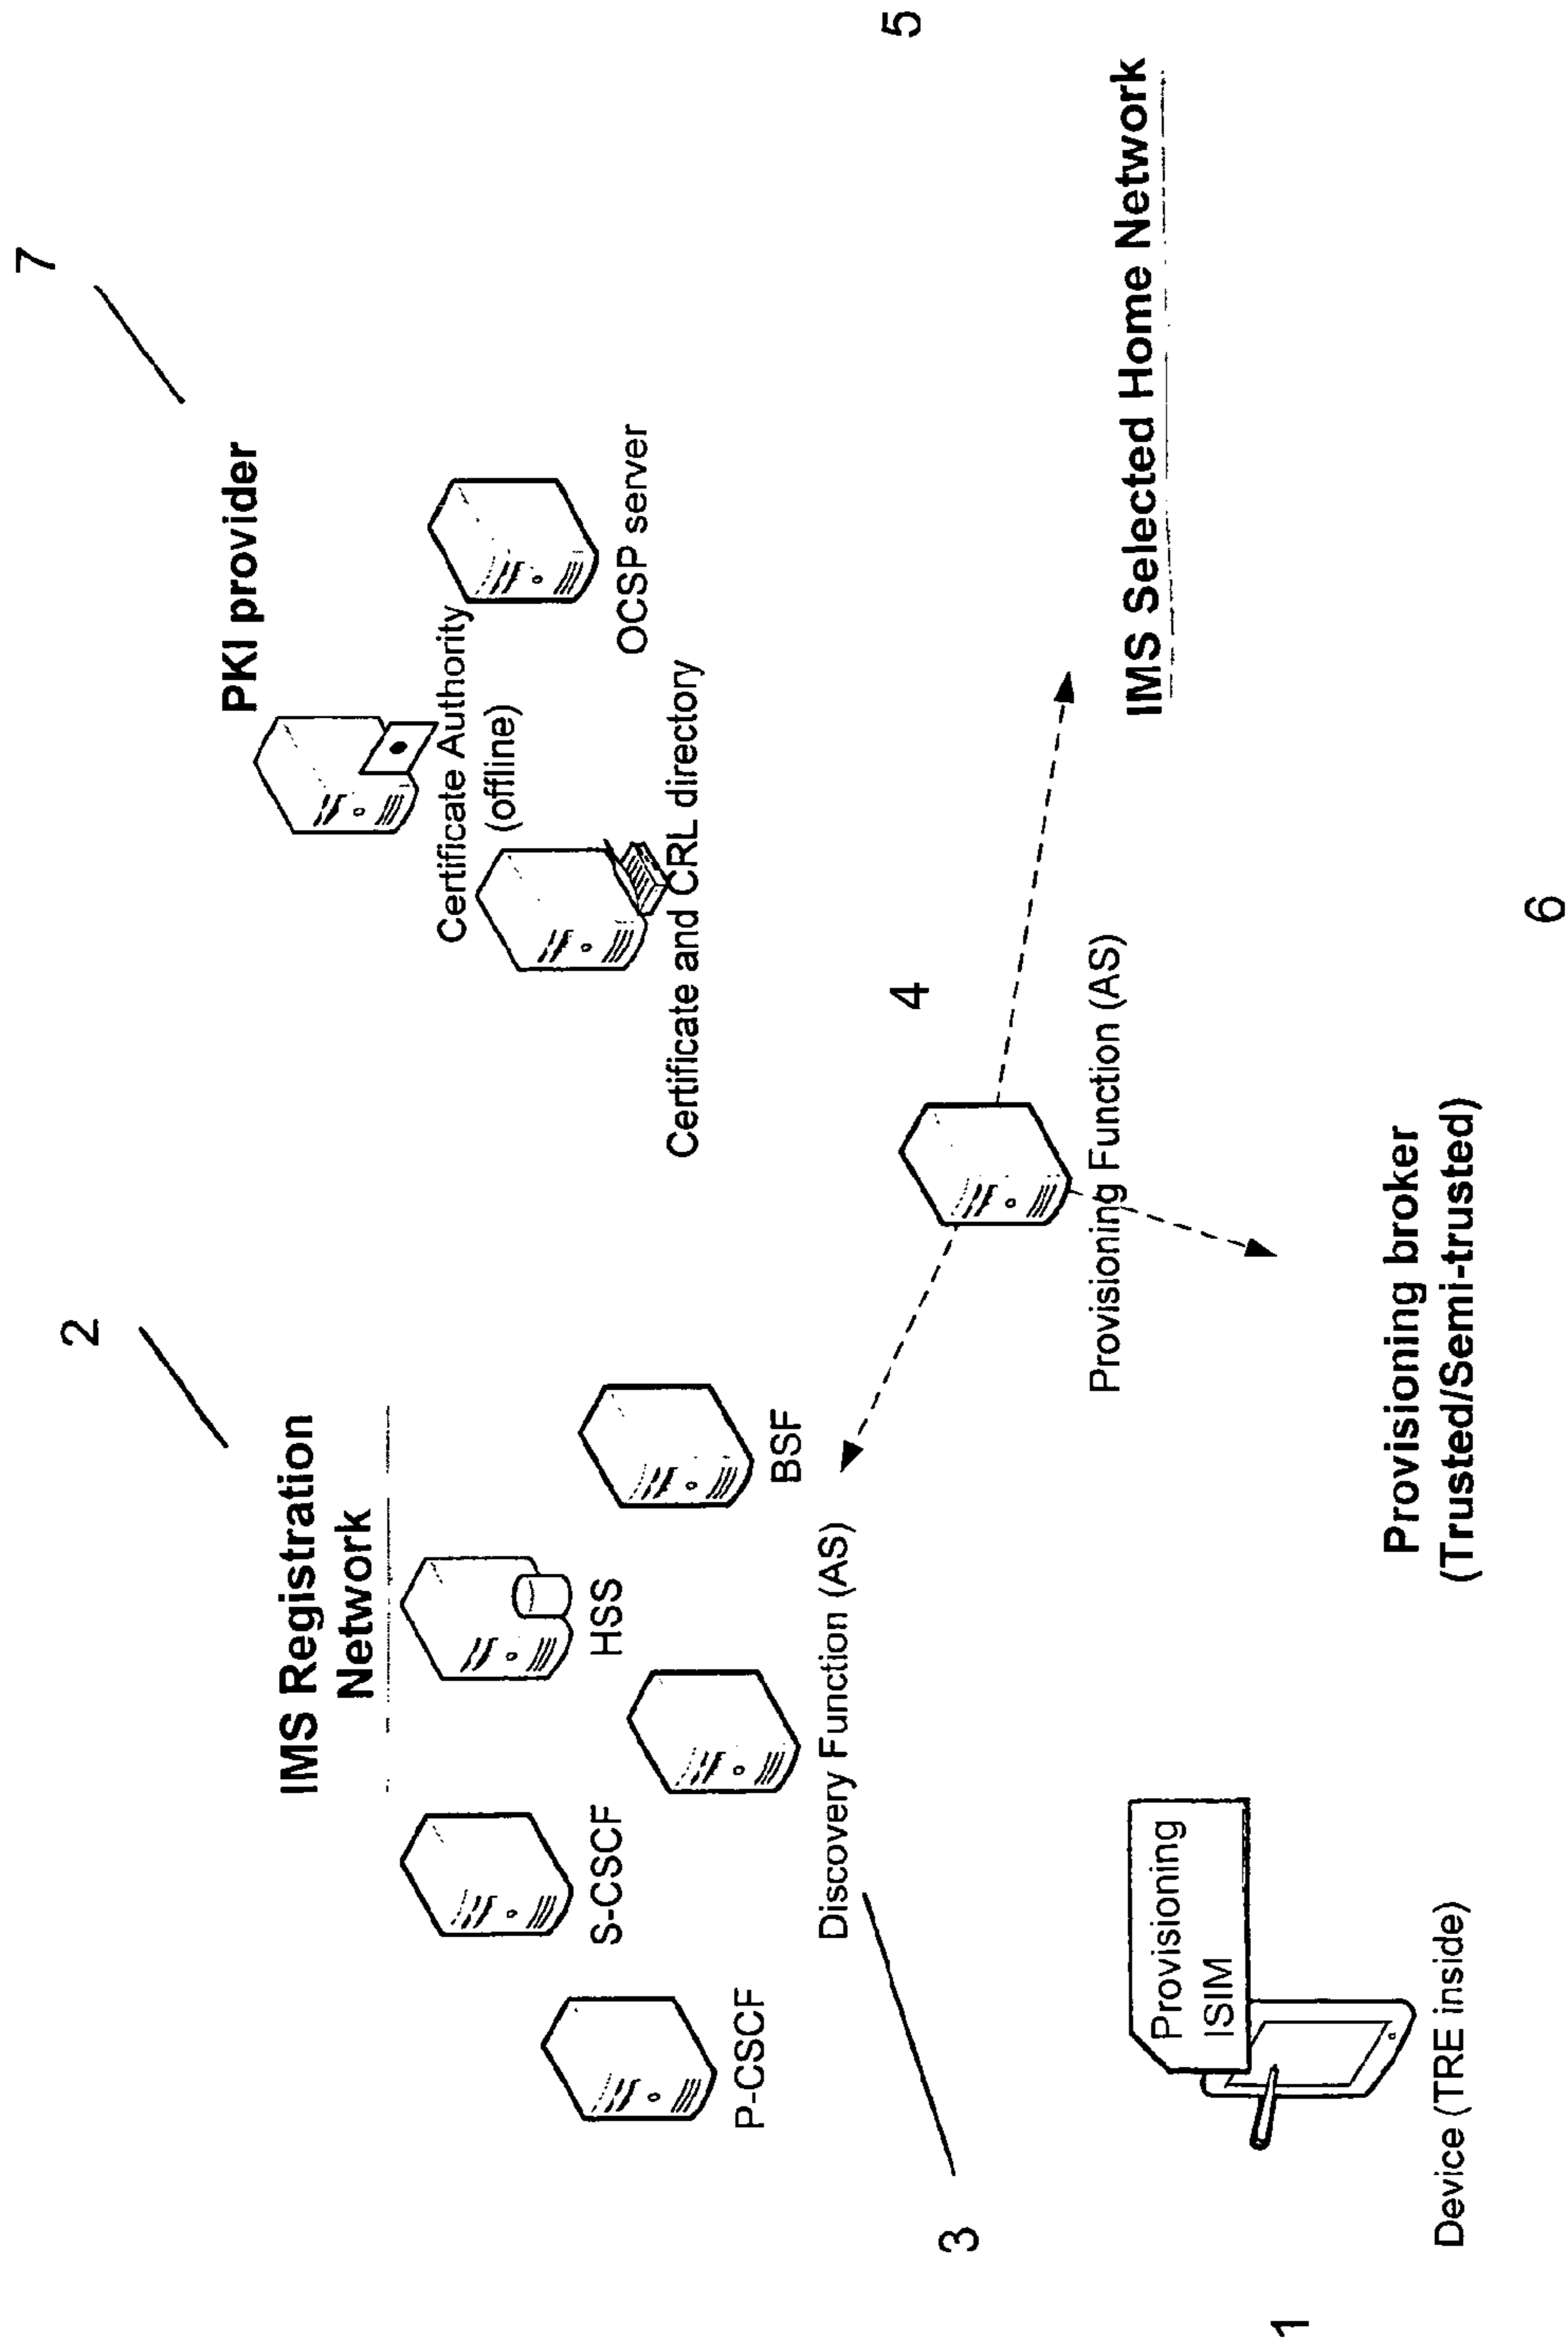 2
7
IMS Registration
Network
PKI provider
S-CSCF
HSS
Certificate Authority
(offline)
P-CSCF
BSF
OCSP server
Certificate and CRL directory
Discovery Function (AS)
3
4
5
Provisioning Function (AS)
IMS Selected Home Network
1
Provisioning
ISIM
Device (TRE inside)
Provisioning broker
(Trusted/Semi-trusted)
6